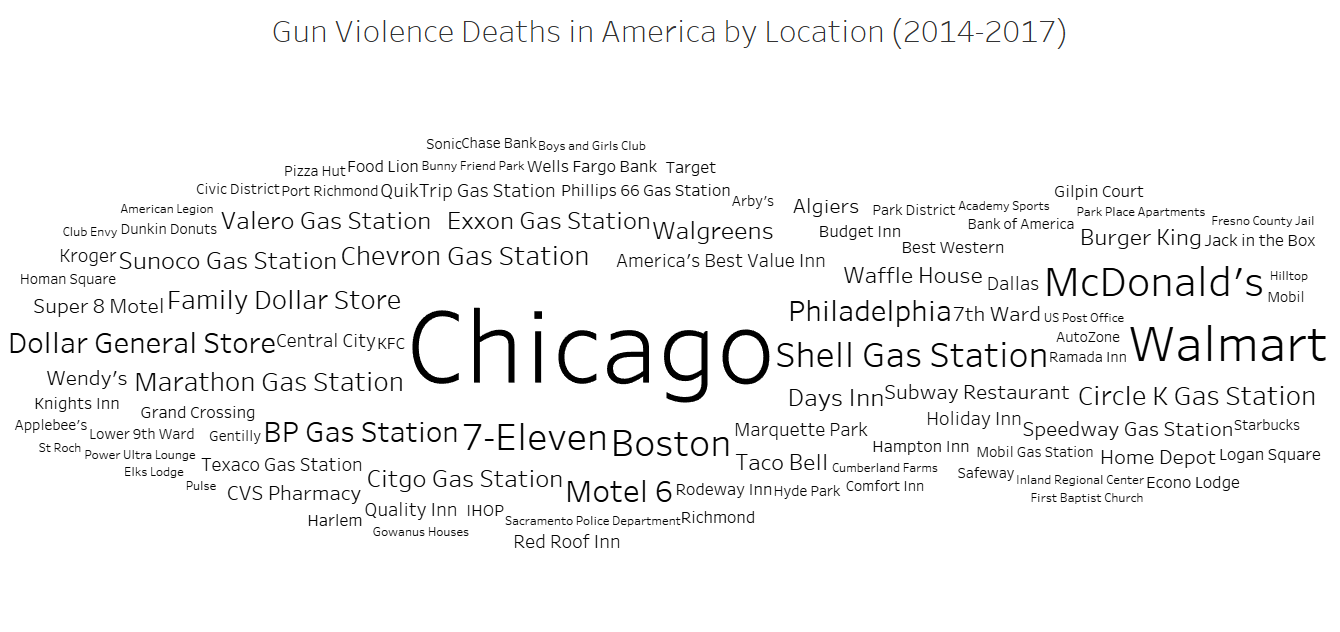 Gun Violence Deaths in America by Location (2014-2017)
Sonic Chase Bank Boys and Girls Club
Pizza Hut Food Lion Bunny Friend Park Wells Fargo Bank Target
Civic District Port Richmond QuikTrip Gas Station Phillips 66 Gas Station Arby's Gilpin Court
American Legion Algiers Park District Academy Sports Park Place Apartments
Club Envy Dunkin Donuts Valero Gas Station Exxon Gas Station Walgreens Budget Inn Bank of America Fresno County Jail
Kroger Sunoco Gas Station Chevron Gas Station America's Best Value Inn Best Western Burger King Jack in the Box
Homan Square Waffle House Dallas McDonald's Hilltop
Super 8 Motel Family Dollar Store Philadelphia 7th Ward US Post Office Mobil
Dollar General Store Central City KFC Chicago Shell Gas Station AutoZone Ramada Inn Walmart
Wendy's Marathon Gas Station Days Inn Subway Restaurant Circle K Gas Station
Knights Inn Grand Crossing Holiday Inn
Applebee's Lower 9th Ward Gentilly BP Gas Station 7-Eleven Boston Marquette Park Speedway Gas Station Starbucks
St Roch Power Ultra Lounge Hampton Inn Mobil Gas Station Home Depot Logan Square
Elks Lodge Texaco Gas Station Taco Bell Cumberland Farms Safeway Inland Regional Center Econo Lodge
Pulse CVS Pharmacy Citgo Gas Station Motel 6 Rodeway Inn Hyde Park Comfort Inn First Baptist Church
Harlem Quality Inn IHOP Sacramento Police Department Richmond
Gowanus Houses Red Roof Inn